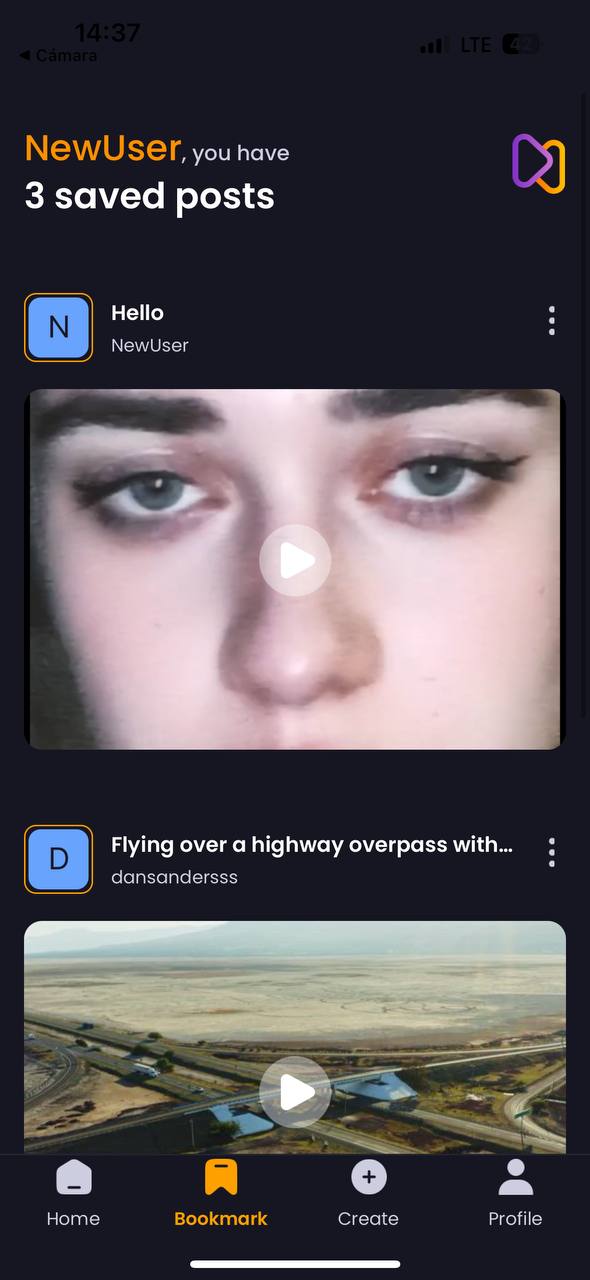 14:37
◀ Cámara
LTE
42
NewUser, you have
3 saved posts
N
Hello
NewUser
D
Flying over a highway overpass with...
dansandersss
Home
Bookmark
Create
Profile